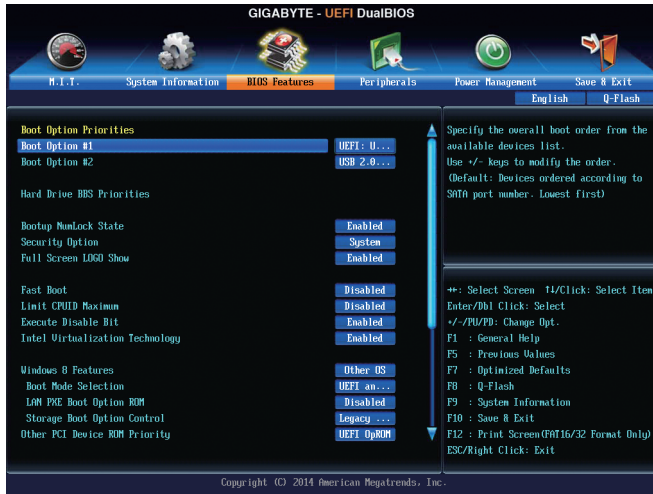 GIGABYTE - UEFI DualBIOS
M.I.T. System Information BIOS Features Peripherals Power Management Save & Exit
English Q-Flash
Boot Option Priorities
Boot Option #1 UEFI: U...
Boot Option #2 USB 2.0...
Hard Drive BBS Priorities
Bootup NumLock State Enabled
Security Option System
Full Screen LOGO Show Enabled
Fast Boot Disabled
Limit CPUID Maximum Disabled
Execute Disable Bit Enabled
Intel Virtualization Technology Enabled
Windows 8 Features Other OS
Boot Mode Selection UEFI an...
LAN PXE Boot Option ROM Disabled
Storage Boot Option Control Legacy ...
Other PCI Device ROM Priority UEFI OpROM
Specify the overall boot order from the
available devices list.
Use +/- keys to modify the order.
(Default: Devices ordered according to
SATA port number. Lowest first)
→←: Select Screen ↑↓/Click: Select Item
Enter/Dbl Click: Select
+/-/PU/PD: Change Opt.
F1 : General Help
F5 : Previous Values
F7 : Optimized Defaults
F8 : Q-Flash
F9 : System Information
F10 : Save & Exit
F12 : Print Screen(FAT16/32 Format Only)
ESC/Right Click: Exit
Copyright (C) 2014 American Megatrends, Inc.